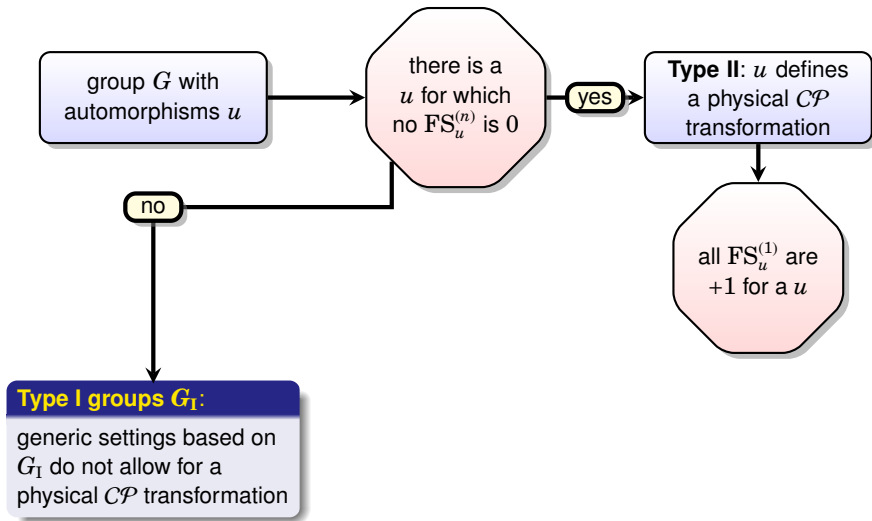 group G with
automorphisms u
there is a
u for which
no FS_u^(n) is 0
yes
Type II: u defines
a physical CP
transformation
no
all FS_u^(1) are
+1 for a u
Type I groups G_I:
generic settings based on
G_I do not allow for a
physical CP transformation